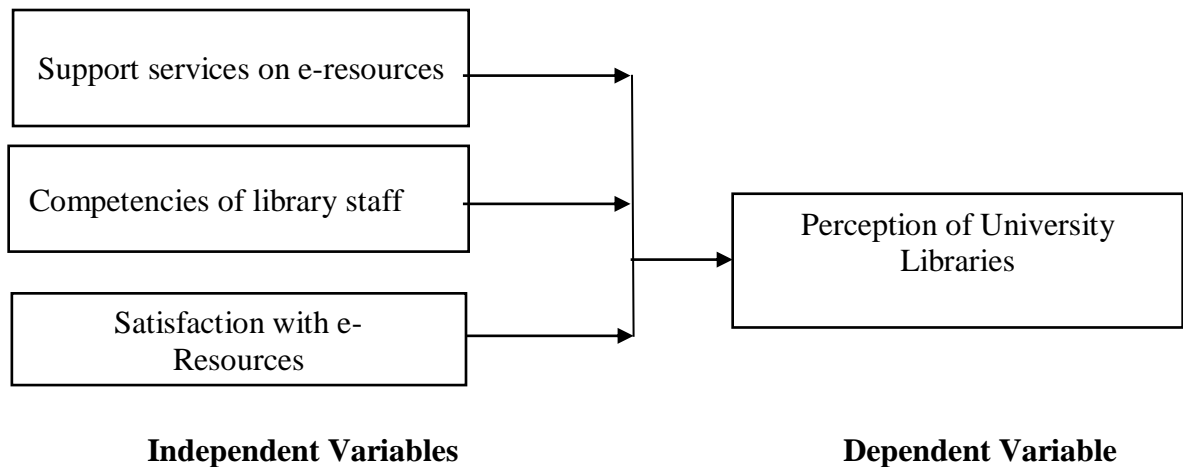 Support services on e-resources
Competencies of library staff
Satisfaction with e-
Resources
Perception of University
Libraries
Independent Variables
Dependent Variable